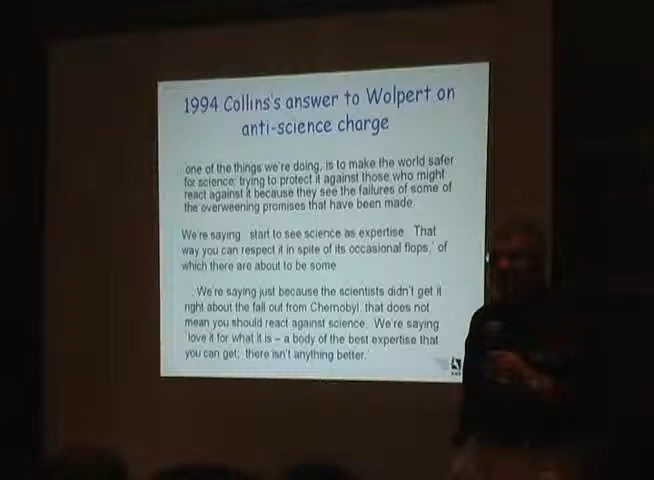 1994 Collins's answer to Wolpert on
anti-science charge
one of the things we're doing, is to make the world safer
for science; trying to protect it against those who might
react against it because they see the failures of some of
the overweening promises that have been made.
We're saying start to see science as expertise. That
way you can respect it in spite of its occasional flops,' of
which there are about to be some
We're saying just because the scientists didn't get it
right about the fall out from Chernobyl, that does not
mean you should react against science. We're saying
'love it for what it is – a body of the best expertise that
you can get; there isn't anything better.'